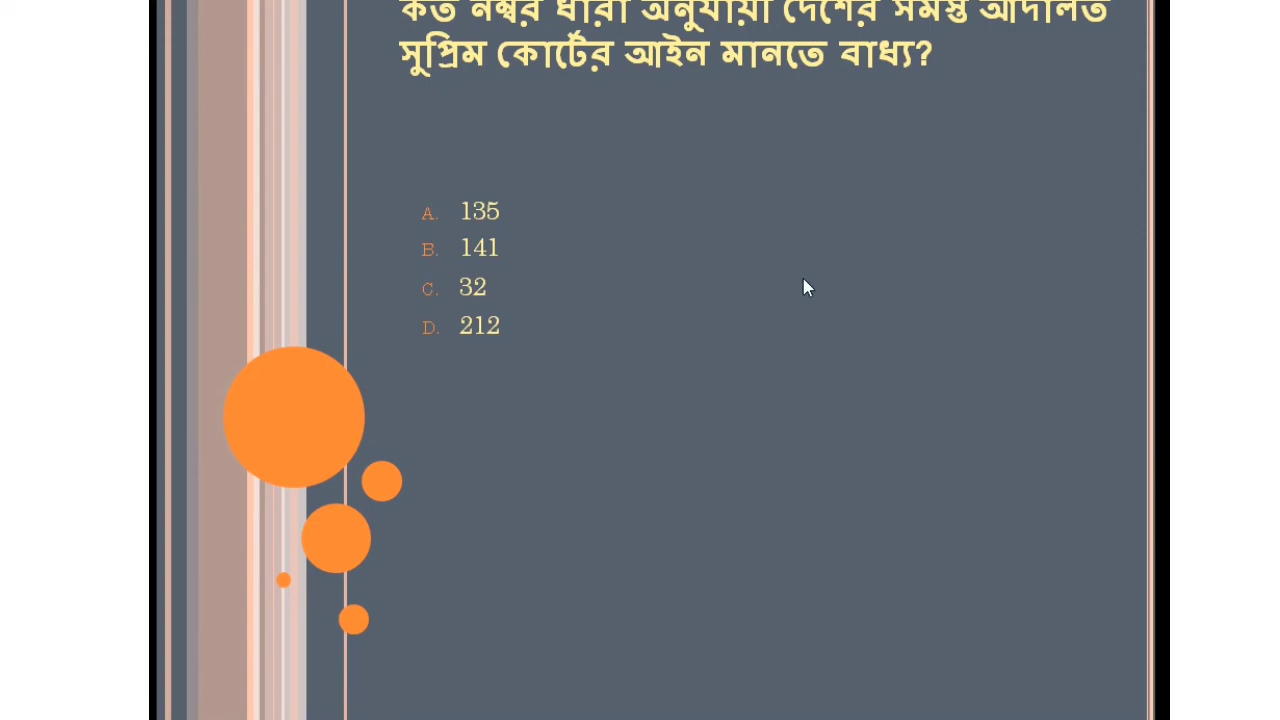 কত নম্বর ধারা অনুযায়ী দেশের সমস্ত আদালত
সুপ্রিম কোর্টের আইন মানতে বাধ্য?
A. 135
B. 141
C. 32
D. 212